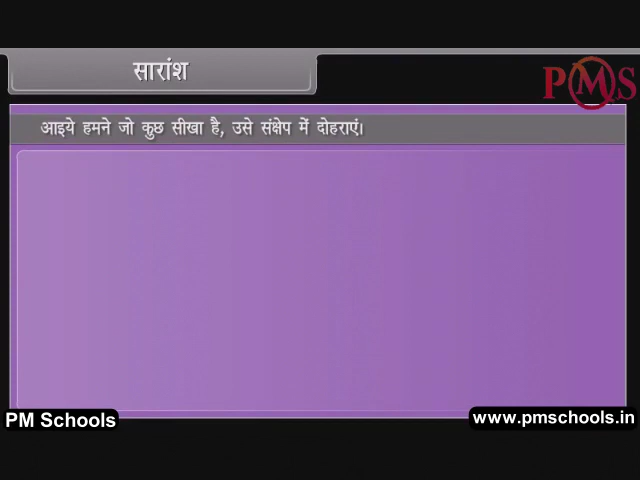 सारांश
PMS
आइये हमने जो कुछ सीखा है, उसे संक्षेप में दोहराएं।
PM Schools
www.pmschools.in